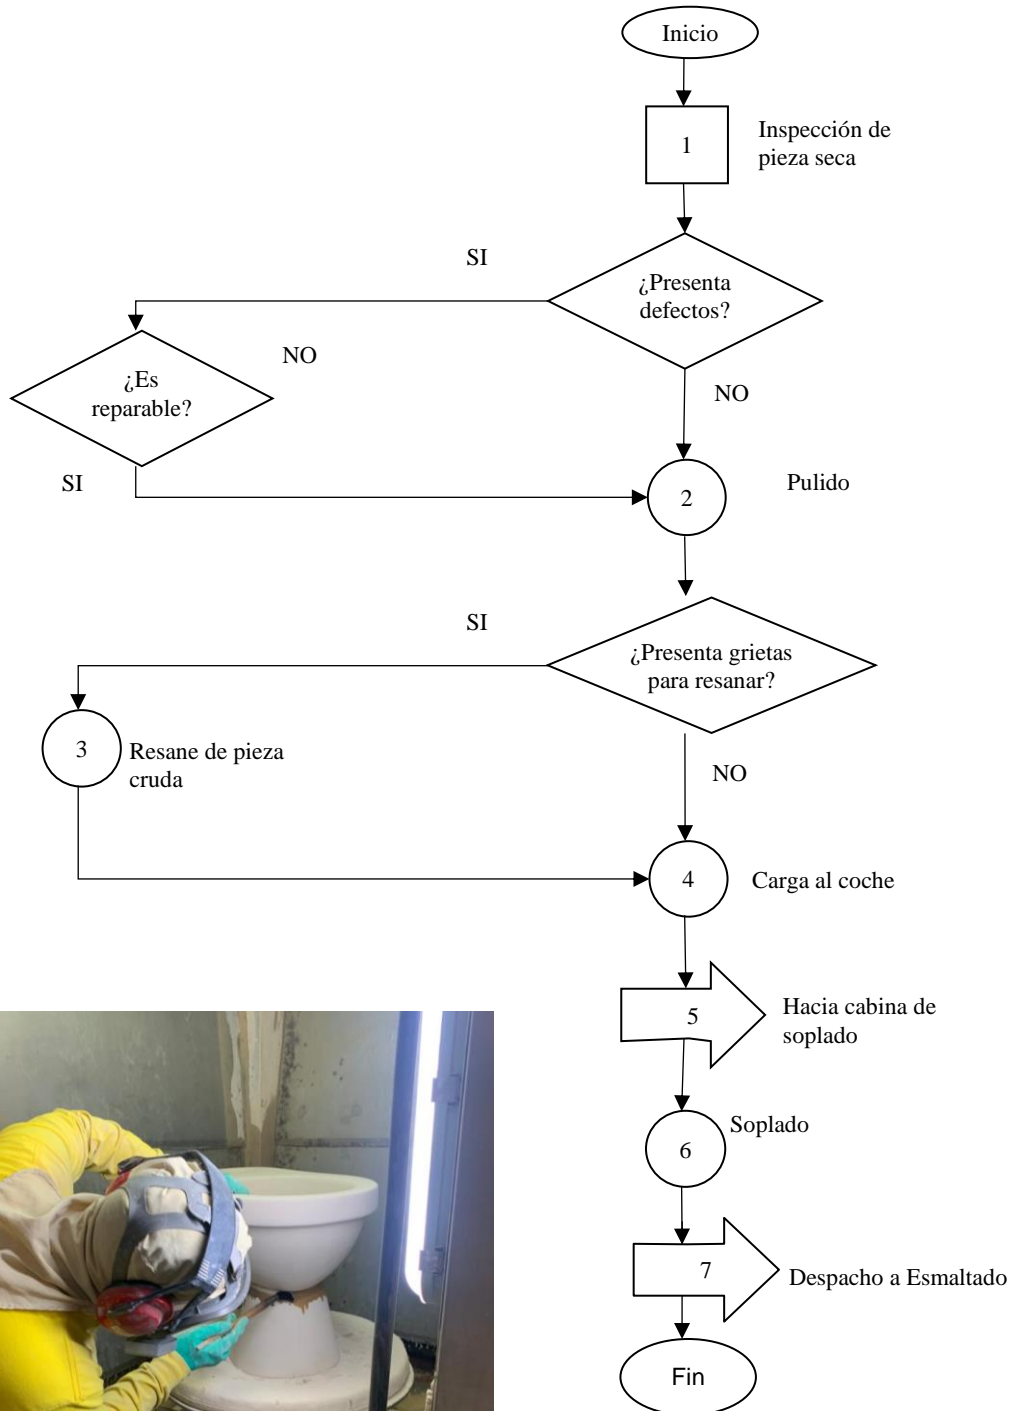 Inicio
1
Inspección de
pieza seca
SI
¿Presenta
defectos?
NO
¿Es
reparable?
NO
SI
2
Pulido
SI
¿Presenta grietas
para resanar?
3
Resane de pieza
cruda
NO
4
Carga al coche
5
Hacia cabina de
soplado
Soplado
6
7
Despacho a Esmaltado
Fin